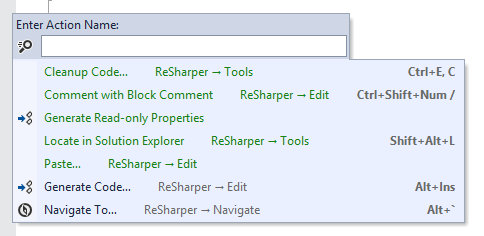 Enter Action Name:
Cleanup Code... ReSharper → Tools Ctrl+E, C
Comment with Block Comment ReSharper → Edit Ctrl+Shift+Num /
Generate Read-only Properties
Locate in Solution Explorer ReSharper → Tools Shift+Alt+L
Paste... ReSharper → Edit
Generate Code... ReSharper → Edit Alt+Ins
Navigate To... ReSharper → Navigate Alt+`